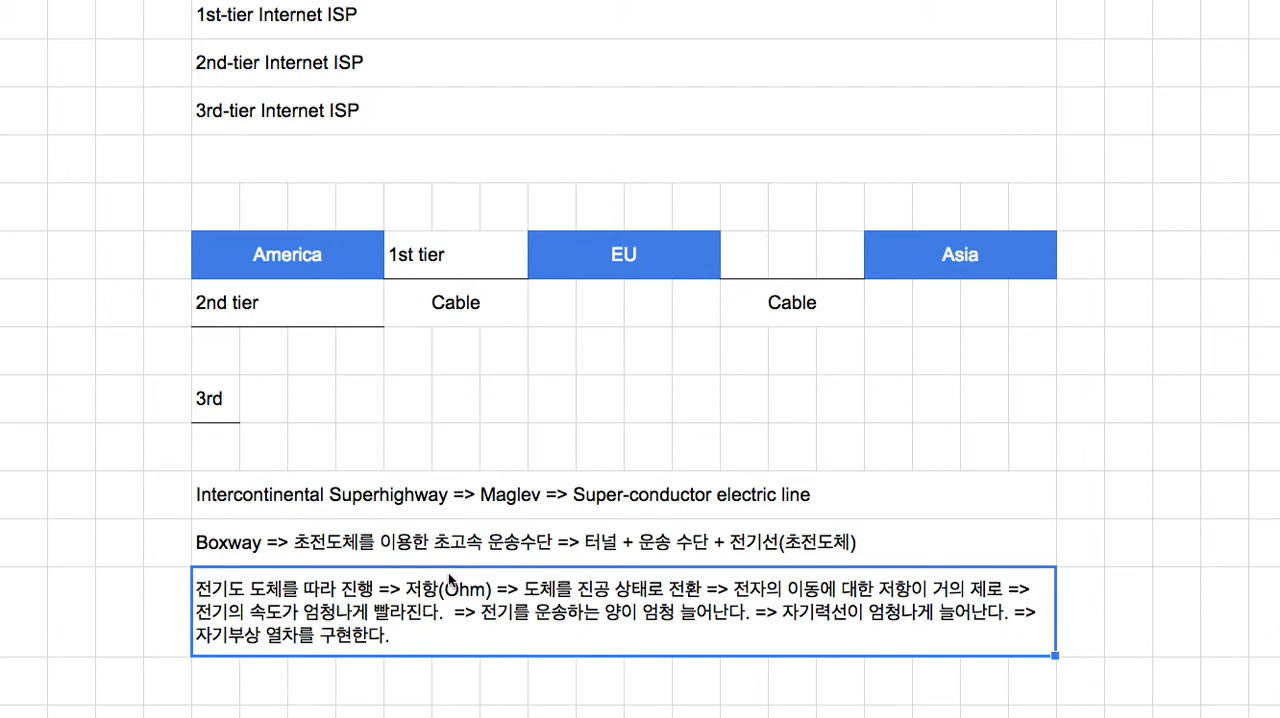 1st-tier Internet ISP
2nd-tier Internet ISP
3rd-tier Internet ISP
America 1st tier EU Asia
2nd tier Cable Cable
3rd
Intercontinental Superhighway => Maglev => Super-conductor electric line
Boxway => 초전도체를 이용한 초고속 운송수단 => 터널 + 운송 수단 + 전기선(초전도체)
전기도 도체를 따라 진행 => 저항(Ohm) => 도체를 진공 상태로 전환 => 전자의 이동에 대한 저항이 거의 제로 =>
전기의 속도가 엄청나게 빨라진다. => 전기를 운송하는 양이 엄청 늘어난다. => 자기력선이 엄청나게 늘어난다. =>
자기부상 열차를 구현한다.